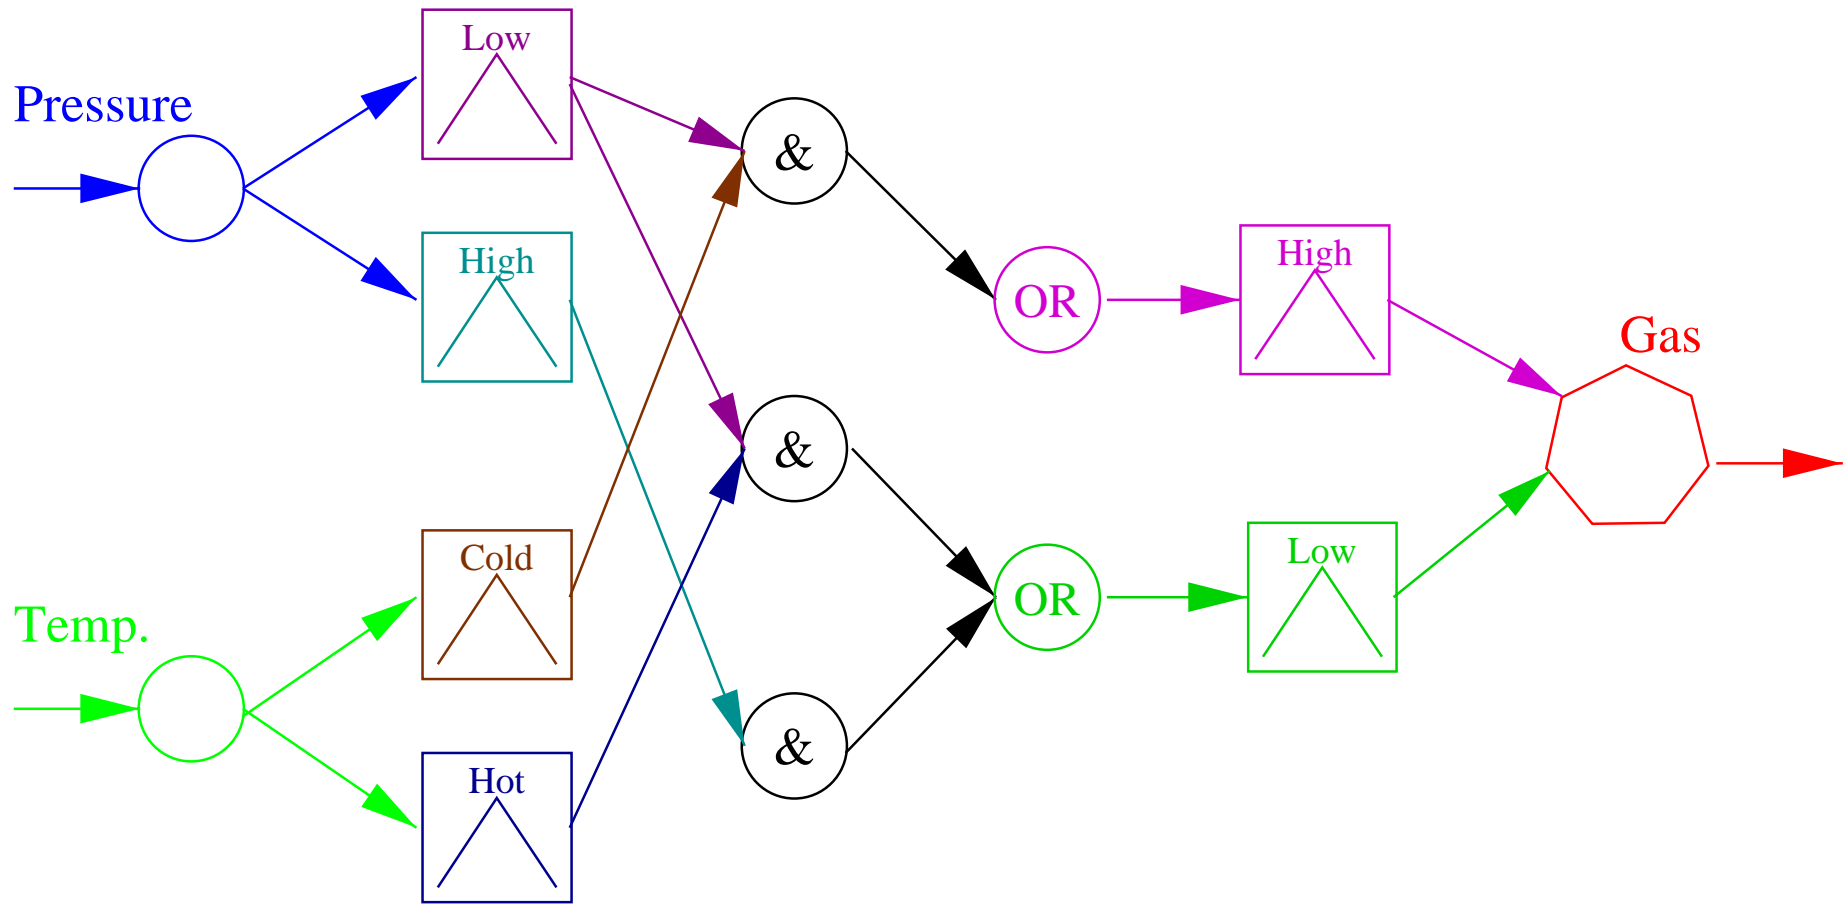 Pressure
Low
&
High
OR
High
Gas
&
Cold
OR
Low
Temp.
&
Hot